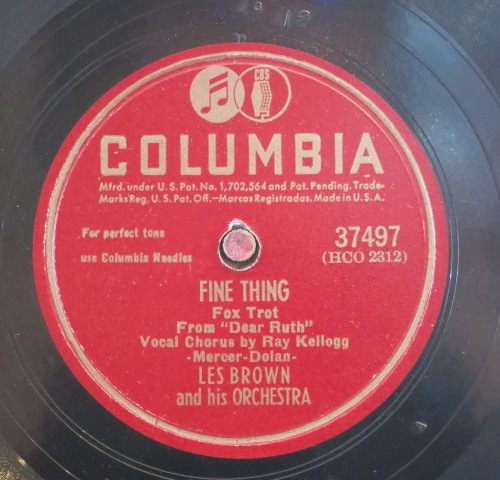 CBS
COLUMBIA
Mfrd. under U.S. Pat. No. 1,702,564 and Pat. Pending. Trade-
Marks Reg. U.S. Pat. Off.—Marcas Registradas. Made in U.S.A.
For perfect tone
use Columbia Needles
37497
(HCO 2312)
FINE THING
Fox Trot
From "Dear Ruth"
Vocal Chorus by Ray Kellogg
-Mercer-Dolan-
LES BROWN
and his ORCHESTRA